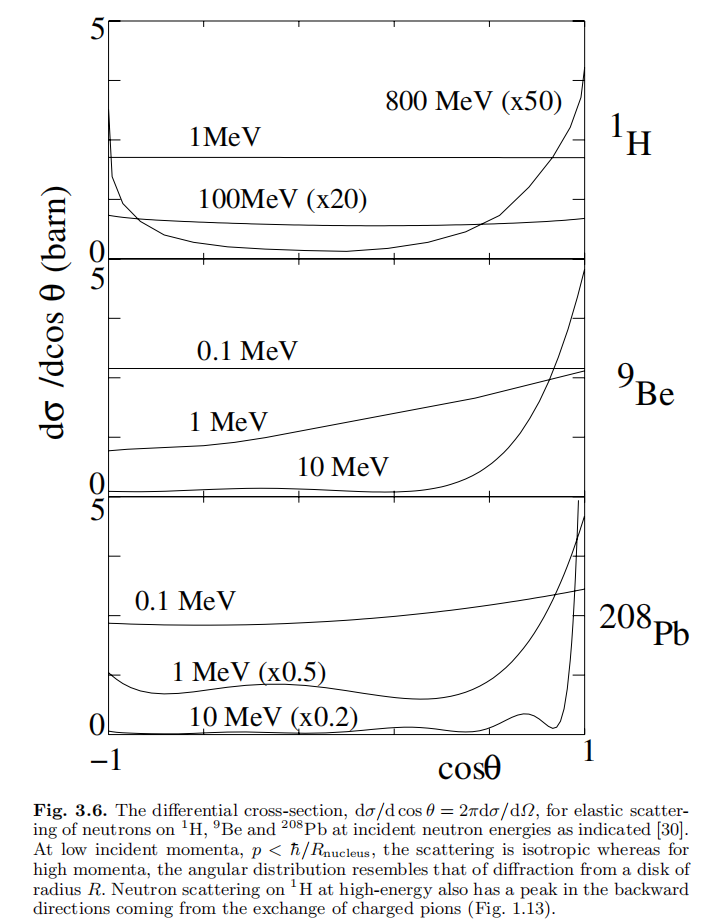 5
800 MeV (x50)
1MeV
¹H
100MeV (x20)
0
dσ /dcos θ (barn)
5
0.1 MeV
⁹Be
1 MeV
10 MeV
0
5
0.1 MeV
²⁰⁸Pb
1 MeV (x0.5)
10 MeV (x0.2)
0
−1
cosθ
1
Fig. 3.6. The differential cross-section, dσ/d cos θ = 2πdσ/dΩ, for elastic scatter-
ing of neutrons on ¹H, ⁹Be and ²⁰⁸Pb at incident neutron energies as indicated [30].
At low incident momenta, p < ℏ/Rnucleus, the scattering is isotropic whereas for
high momenta, the angular distribution resembles that of diffraction from a disk of
radius R. Neutron scattering on ¹H at high-energy also has a peak in the backward
directions coming from the exchange of charged pions (Fig. 1.13).